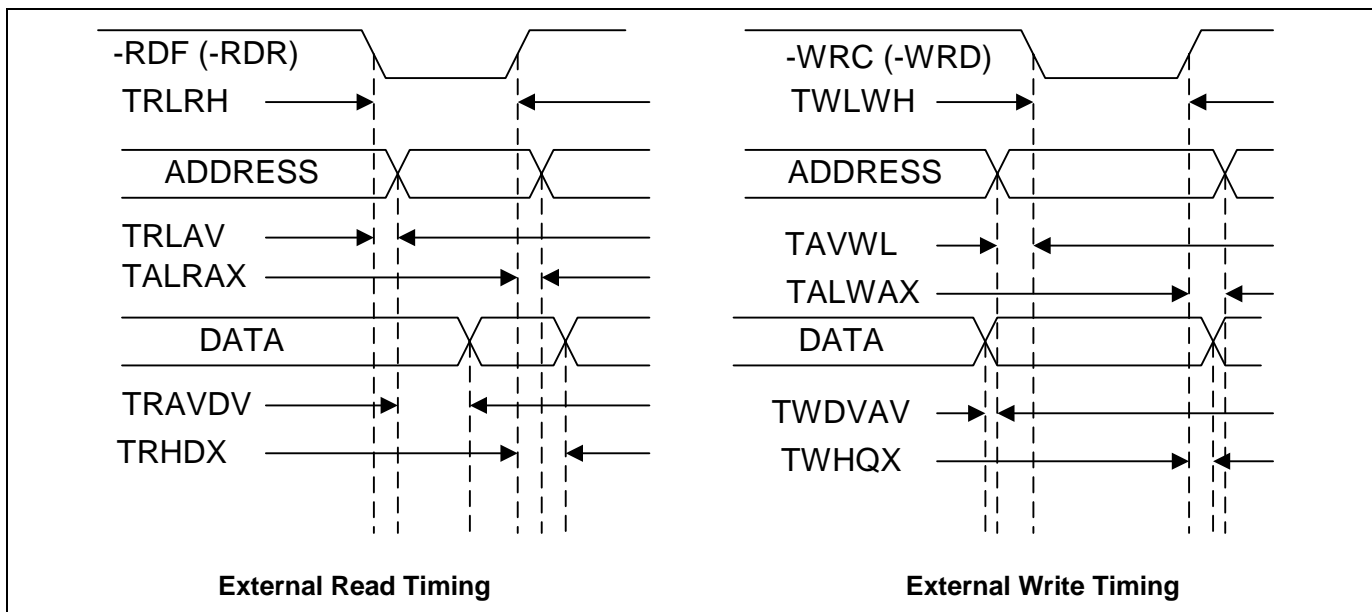 -RDF (-RDR)
TRLRH
ADDRESS
TRLAV
TALRAX
DATA
TRAVDV
TRHDX
External Read Timing
-WRC (-WRD)
TWLWH
ADDRESS
TAVWL
TALWAX
DATA
TWDVAV
TWHQX
External Write Timing